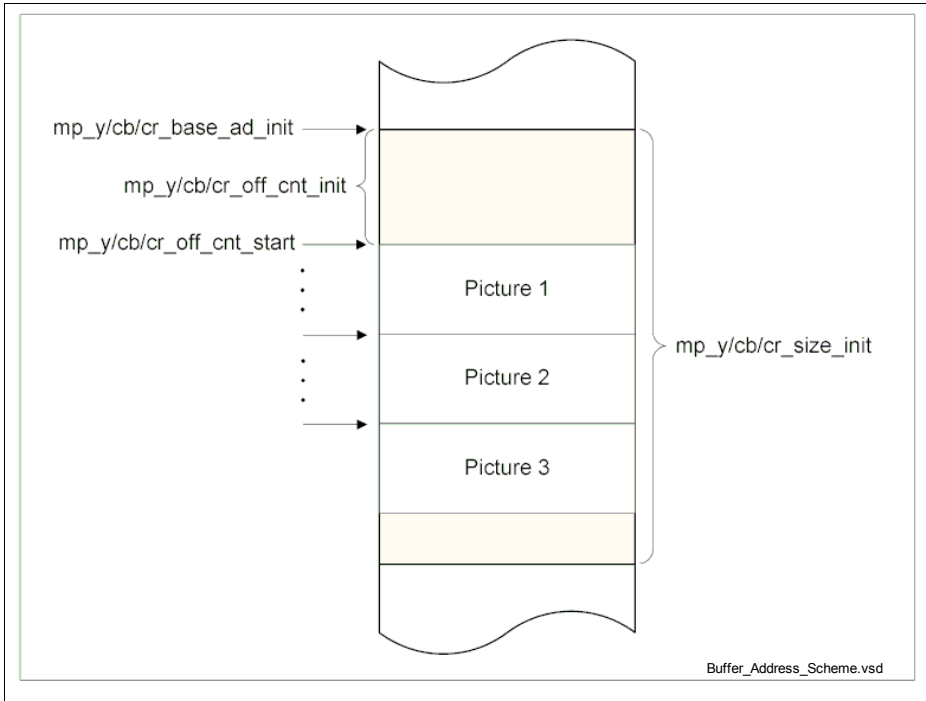 mp_y/cb/cr_base_ad_init
mp_y/cb/cr_off_cnt_init
mp_y/cb/cr_off_cnt_start
Picture 1
mp_y/cb/cr_size_init
Picture 2
Picture 3
Buffer_Address_Scheme.vsd